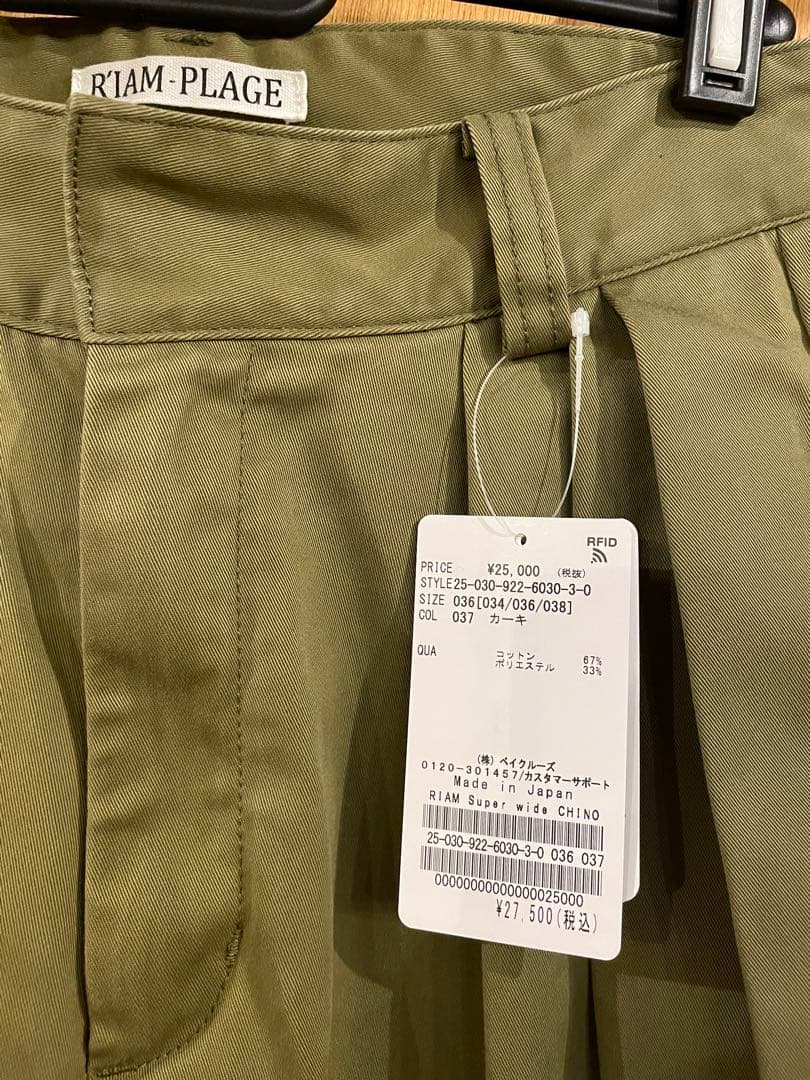 R'IAM-PLAGE
RFID
PRICE ¥25,000 (税抜)
STYLE25-030-922-6030-3-0
SIZE 036[034/036/038]
COL 037 カーキ
QUA コットン 67%
ポリエステル 33%
(株) ベイクルーズ
0120-301457/カスタマーサポート
Made in Japan
RIAM Super wide CHINO
25-030-922-6030-3-0 036 037
00000000000000025000
¥27,500(税込)